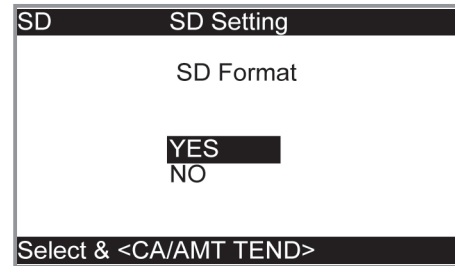 SD SD Setting
SD Format
YES
NO
Select & <CA/AMT TEND>